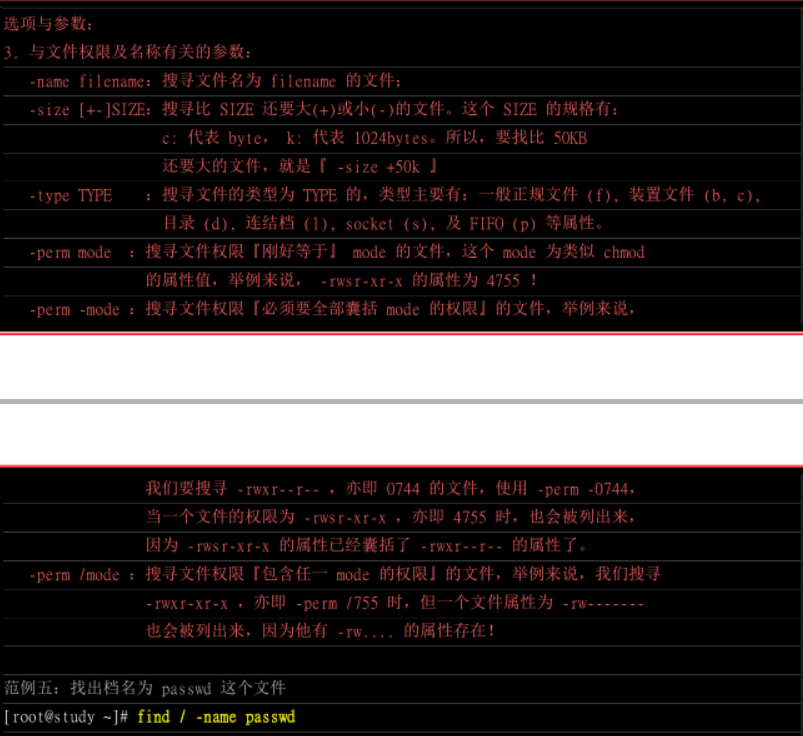 选项与参数:
3. 与文件权限及名称有关的参数:
-name filename: 搜寻文件名为 filename 的文件;
-size [+-]SIZE: 搜寻比 SIZE 还要大(+)或小(-)的文件。这个 SIZE 的规格有:
c: 代表 byte, k: 代表 1024bytes。所以, 要找比 50KB
还要大的文件, 就是『 -size +50k 』
-type TYPE : 搜寻文件的类型为 TYPE 的, 类型主要有: 一般正规文件 (f), 装置文件 (b, c),
目录 (d), 连结档 (l), socket (s), 及 FIFO (p) 等属性。
-perm mode : 搜寻文件权限『刚好等于』 mode 的文件, 这个 mode 为类似 chmod
的属性值, 举例来说, -rwsr-xr-x 的属性为 4755 !
-perm -mode : 搜寻文件权限『必须要全部囊括 mode 的权限』的文件, 举例来说,
我们要搜寻 -rwxr--r-- , 亦即 0744 的文件, 使用 -perm -0744,
当一个文件的权限为 -rwsr-xr-x , 亦即 4755 时, 也会被列出来,
因为 -rwsr-xr-x 的属性已经囊括了 -rwxr--r-- 的属性了。
-perm /mode : 搜寻文件权限『包含任一 mode 的权限』的文件, 举例来说, 我们搜寻
-rwxr-xr-x , 亦即 -perm /755 时, 但一个文件属性为 -rw-------
也会被列出来, 因为他有 -rw.... 的属性存在!
范例五: 找出档名为 passwd 这个文件
[root@study ~]# find / -name passwd